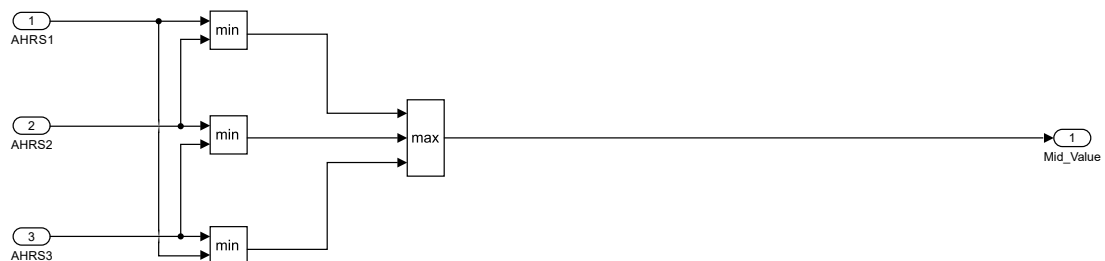 1
AHRS1
min
2
AHRS2
min
max
1
Mid_Value
3
AHRS3
min